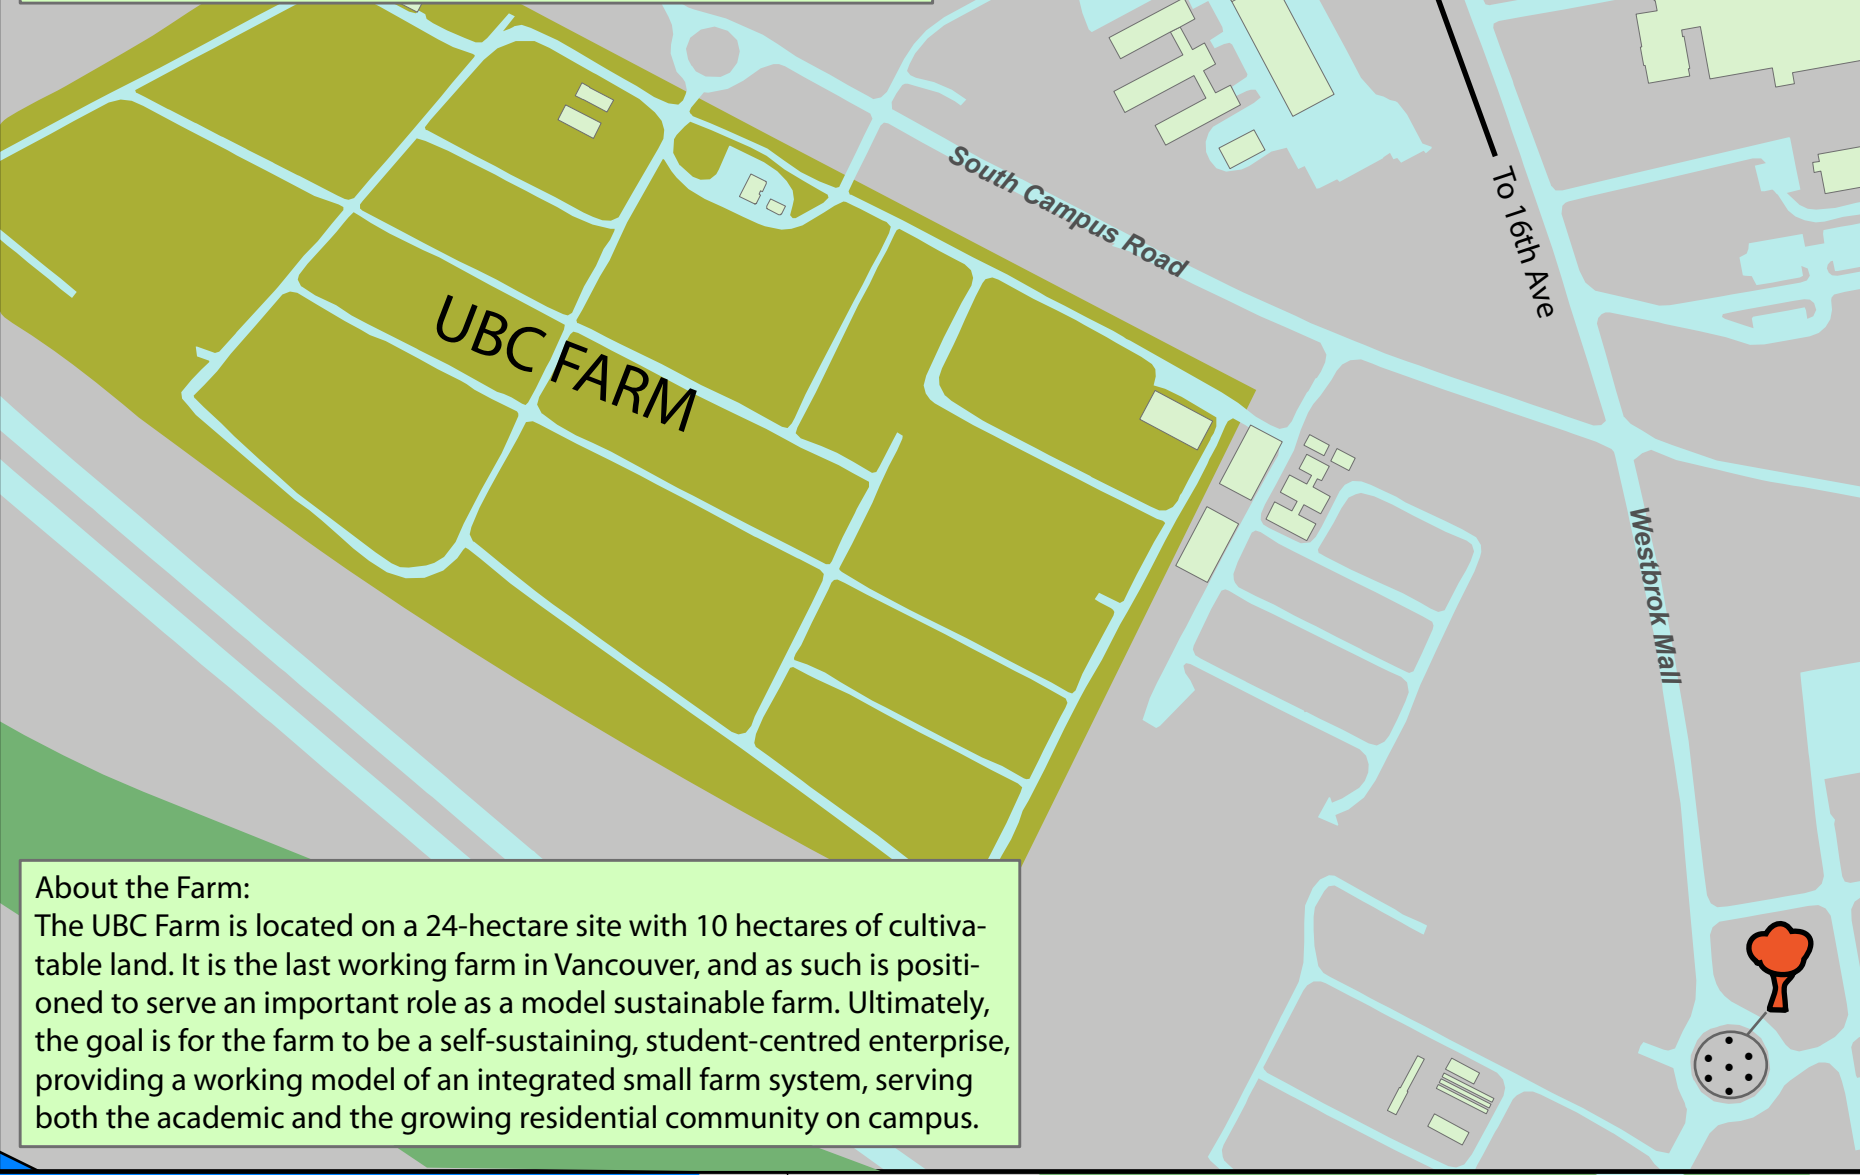 South Campus Road
To 16th Ave
UBC FARM
Westbrok Mall
About the Farm:
The UBC Farm is located on a 24-hectare site with 10 hectares of cultiva-
table land. It is the last working farm in Vancouver, and as such is positi-
oned to serve an important role as a model sustainable farm. Ultimately,
the goal is for the farm to be a self-sustaining, student-centred enterprise,
providing a working model of an integrated small farm system, serving
both the academic and the growing residential community on campus.